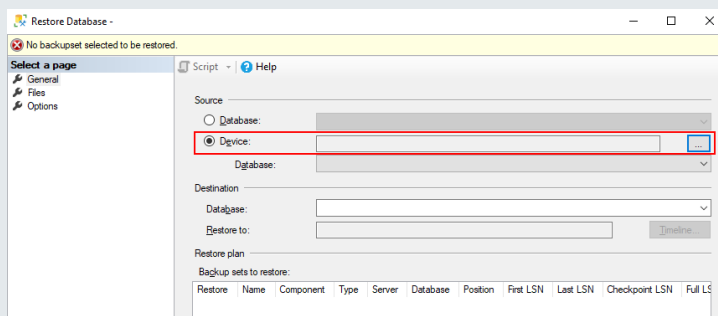 Restore Database -
No backupset selected to be restored.
Select a page
General
Files
Options
Script
Help
Source
Database:
Device:
...
Database:
Destination
Database:
Restore to:
Timeline...
Restore plan
Backup sets to restore:
Restore Name Component Type Server Database Position First LSN Last LSN Checkpoint LSN Full LS